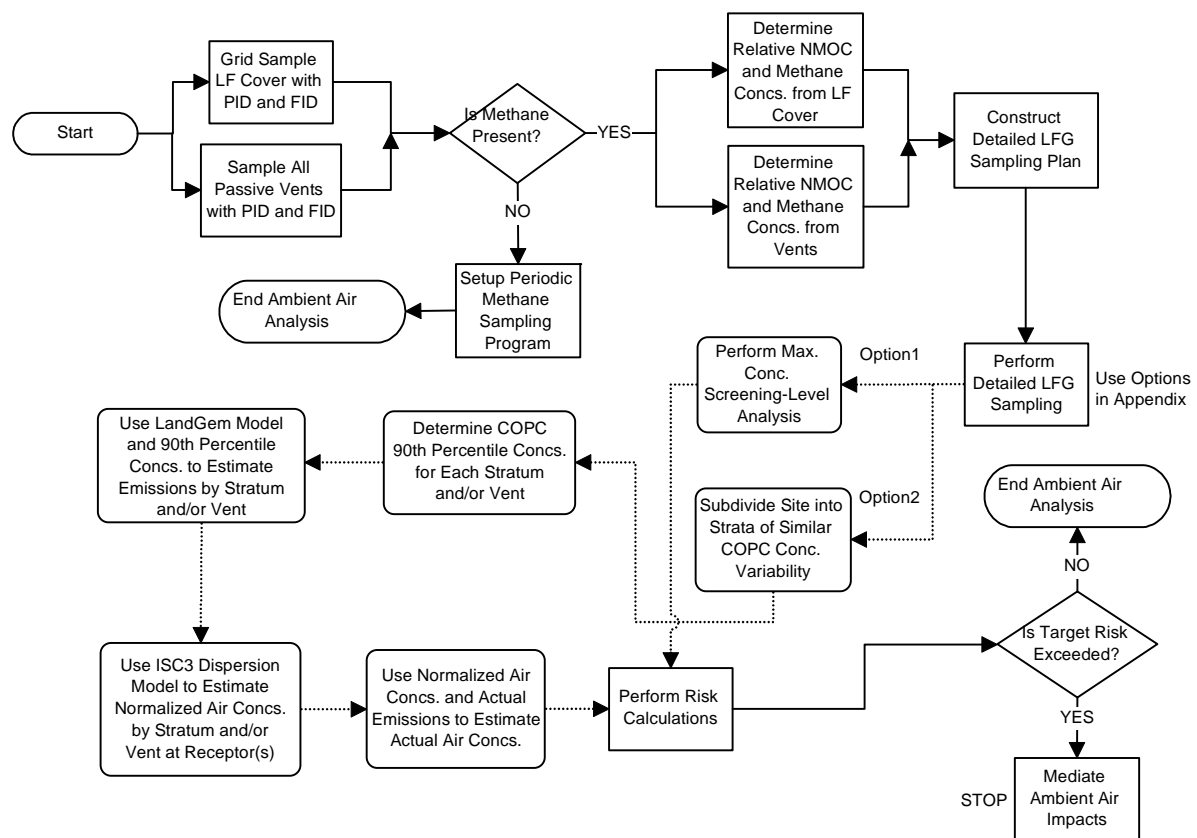 Start
Grid Sample
LF Cover with
PID and FID
Sample All
Passive Vents
with PID and FID
Is Methane
Present?
YES
NO
Setup Periodic
Methane
Sampling
Program
End Ambient Air
Analysis
Determine
Relative NMOC
and Methane
Concs. from LF
Cover
Determine
Relative NMOC
and Methane
Concs. from
Vents
Construct
Detailed LFG
Sampling Plan
Perform
Detailed LFG
Sampling
Use Options
in Appendix
Option1
Perform Max.
Conc.
Screening-Level
Analysis
Option2
Subdivide Site into
Strata of Similar
COPC Conc.
Variability
Determine COPC
90th Percentile Concs.
for Each Stratum
and/or Vent
Use LandGem Model
and 90th Percentile
Concs. to Estimate
Emissions by Stratum
and/or Vent
Use ISC3 Dispersion
Model to Estimate
Normalized Air Concs.
by Stratum and/or
Vent at Receptor(s)
Use Normalized Air
Concs. and Actual
Emissions to Estimate
Actual Air Concs.
Perform Risk
Calculations
Is Target Risk
Exceeded?
NO
End Ambient Air
Analysis
YES
STOP
Mediate
Ambient Air
Impacts